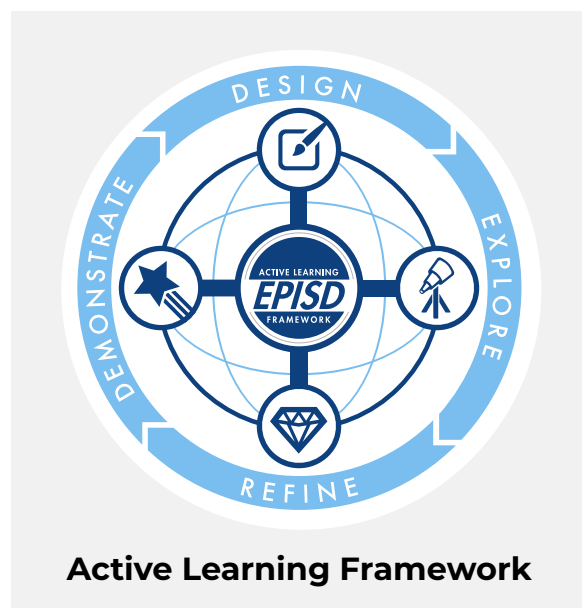 DESIGN
EXPLORE
REFINE
DEMONSTRATE
ACTIVE LEARNING
EPISD
FRAMEWORK
Active Learning Framework